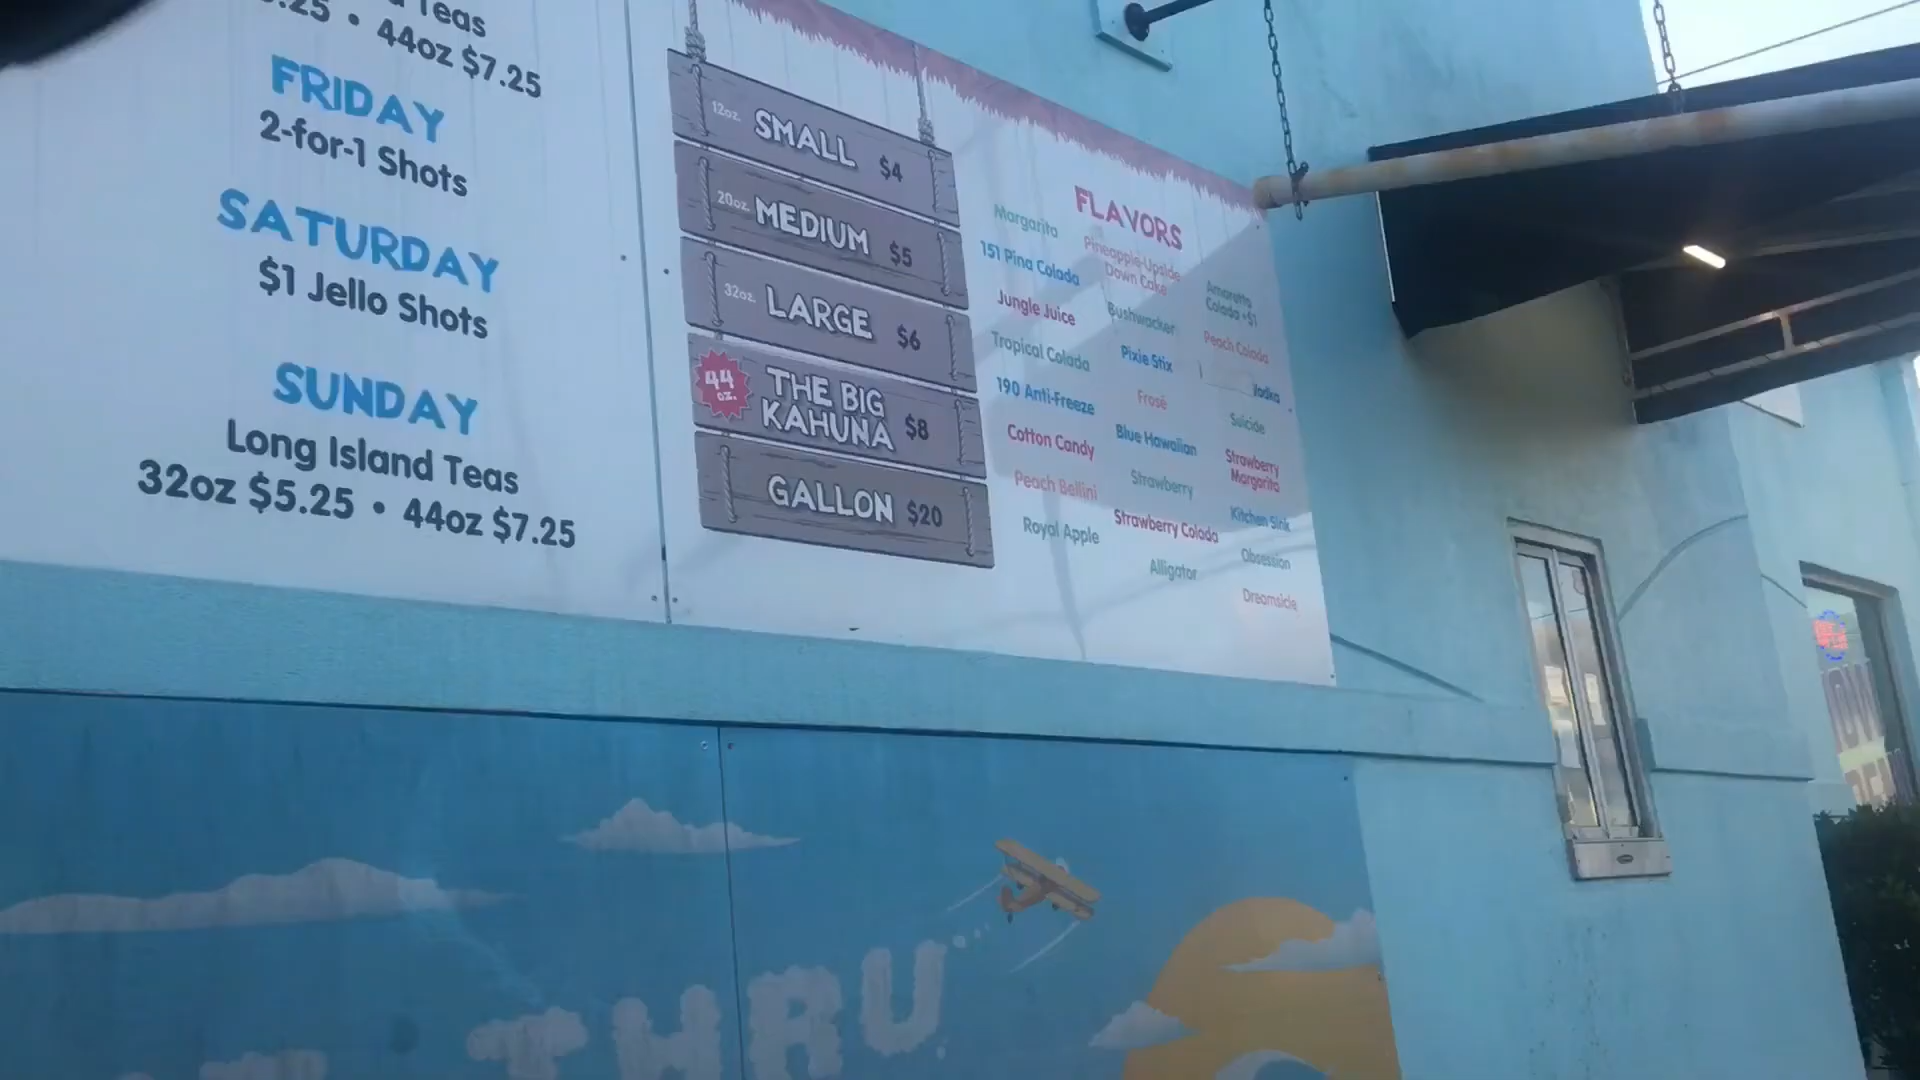 Teas
.25 • 44oz $7.25
FRIDAY
2-for-1 Shots
SATURDAY
$1 Jello Shots
SUNDAY
Long Island Teas
32oz $5.25 • 44oz $7.25
12oz. SMALL $4
20oz. MEDIUM $5
32oz. LARGE $6
44 oz.
THE BIG
KAHUNA $8
GALLON $20
FLAVORS
Margarita
151 Pina Colada
Jungle Juice
Tropical Colada
190 Anti-Freeze
Cotton Candy
Peach Bellini
Royal Apple
Pineapple-Upside
Down Cake
Bushwacker
Pixie Stix
Frosé
Blue Hawaiian
Strawberry
Strawberry Colada
Alligator
Amaretto
Colada +$1
Peach Colada
Vodka
Suicide
Strawberry
Margarita
Kitchen Sink
Obsession
Dreamsicle
THRU